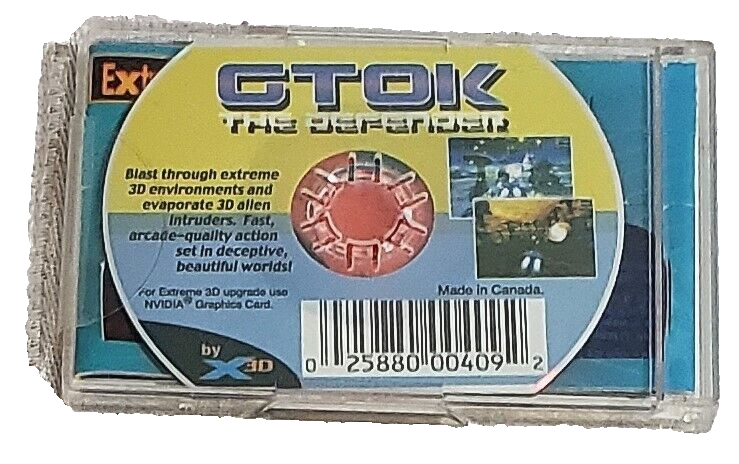 Ext
GTOK
THE DEFENDER
Blast through extreme
3D environments and
evaporate 3D alien
intruders. Fast,
arcade-quality action
set in deceptive,
beautiful worlds!
For Extreme 3D upgrade use
NVIDIA® Graphics Card.
Made in Canada.
by X3D
0 25880 00409 2